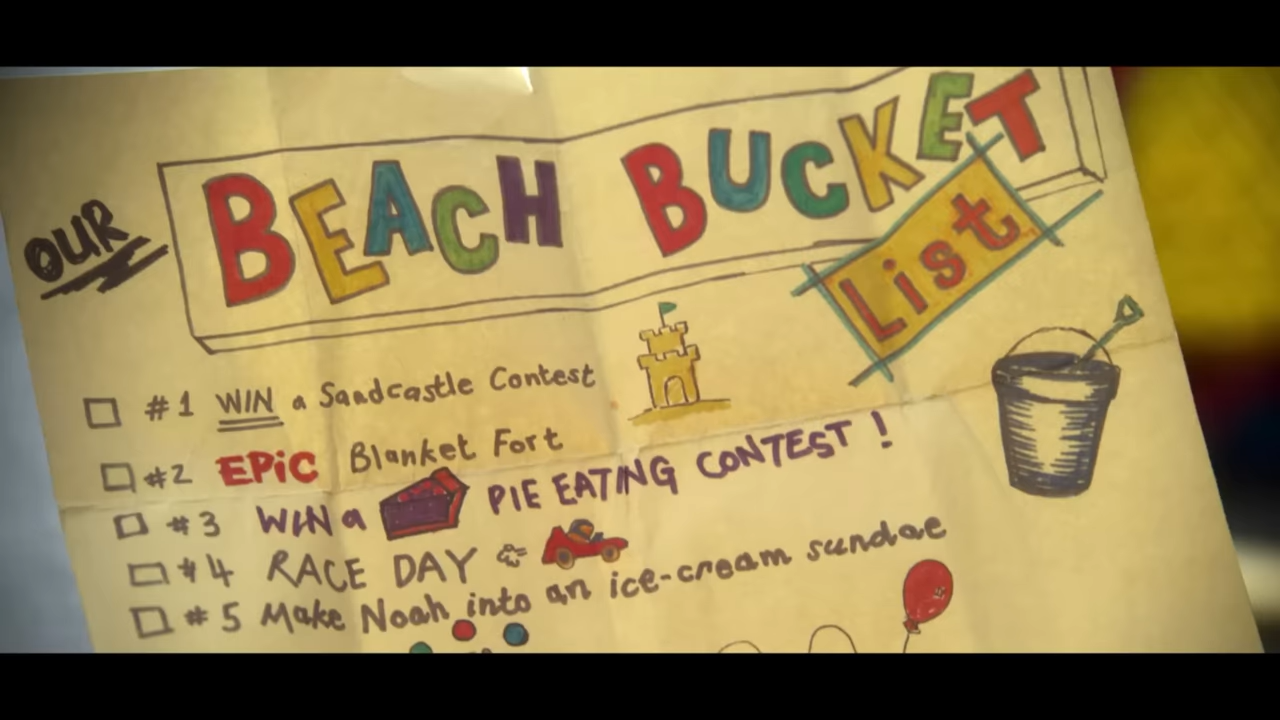 OUR BEACH BUCKET
List
#1 WIN a Sandcastle Contest
#2 EPiC Blanket Fort
#3 WIN a PIE EATING CONTEST!
#4 RACE DAY
#5 Make Noah into an ice-cream sundae